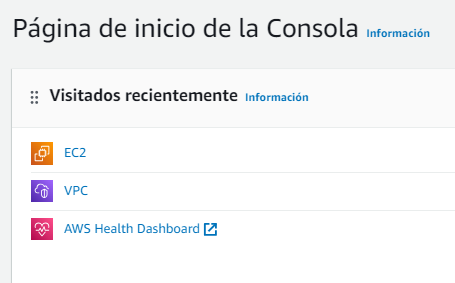 Página de inicio de la Consola Información
Visitados recientemente Información
EC2
VPC
AWS Health Dashboard